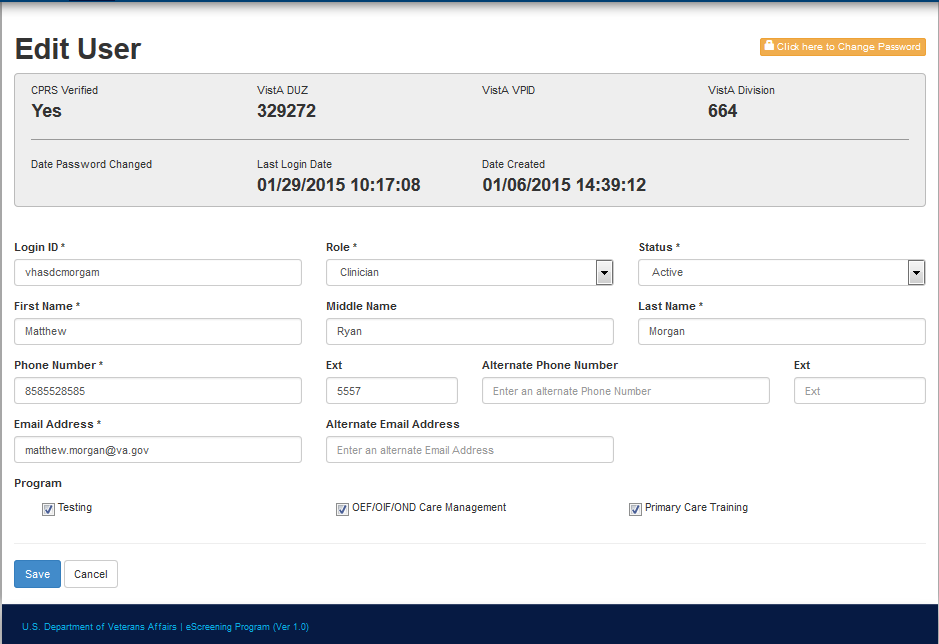 Edit User
Click here to Change Password
CPRS Verified VistA DUZ VistA VPID VistA Division
Yes 329272 664
Date Password Changed Last Login Date Date Created
01/29/2015 10:17:08 01/06/2015 14:39:12
Login ID * Role * Status *
vhasdcmorgam Clinician Active
First Name * Middle Name Last Name *
Matthew Ryan Morgan
Phone Number * Ext Alternate Phone Number Ext
8585528585 5557 Enter an alternate Phone Number Ext
Email Address * Alternate Email Address
matthew.morgan@va.gov Enter an alternate Email Address
Program
Testing OEF/OIF/OND Care Management Primary Care Training
Save Cancel
U.S. Department of Veterans Affairs | eScreening Program (Ver 1.0)